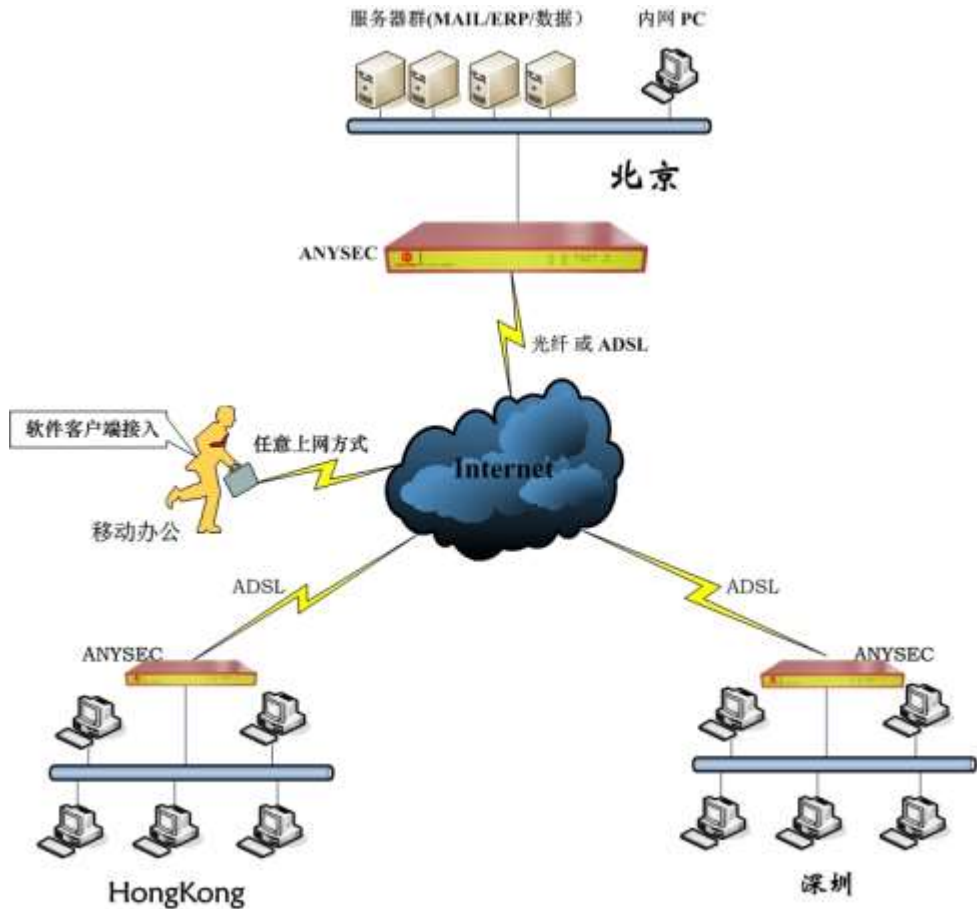 服务器群(MAIL/ERP/数据） 内网 PC
北京
ANYSEC
光纤 或 ADSL
软件客户端接入
任意上网方式
Internet
移动办公
ADSL
ADSL
ANYSEC
ANYSEC
HongKong
深圳